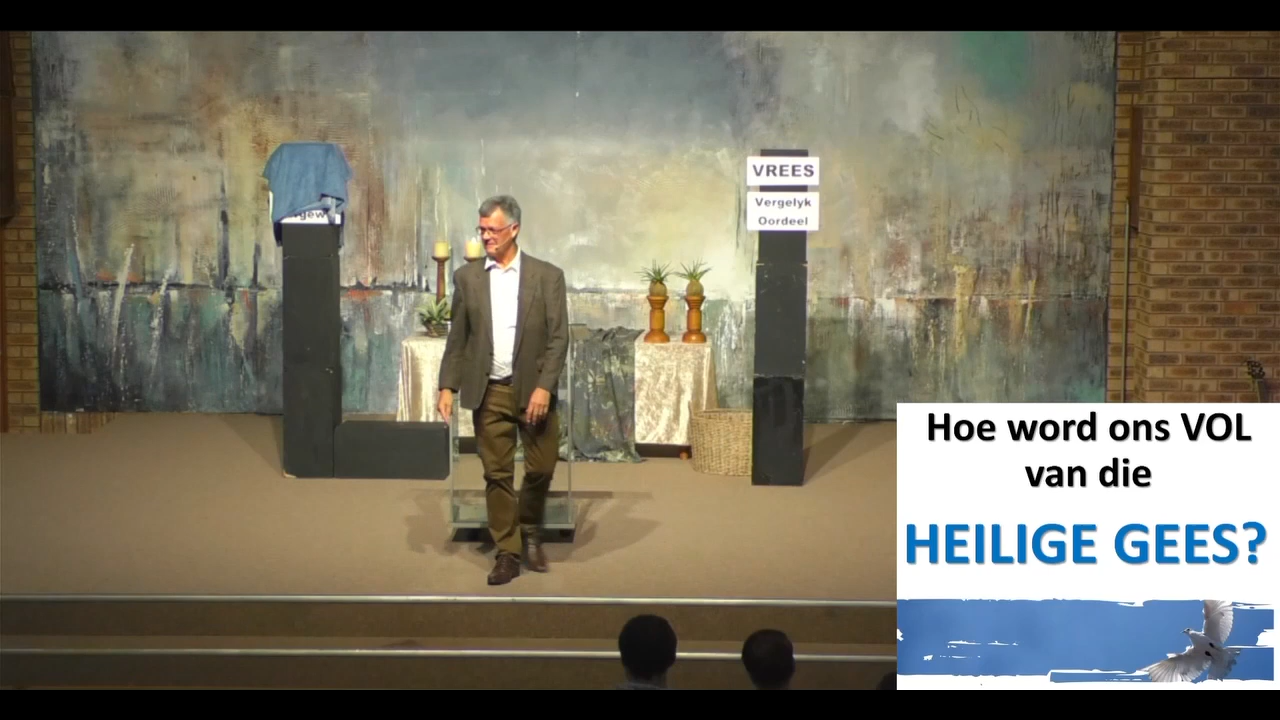 VREES
Vergelyk
Oordeel
Hoe word ons VOL
van die
HEILIGE GEES?